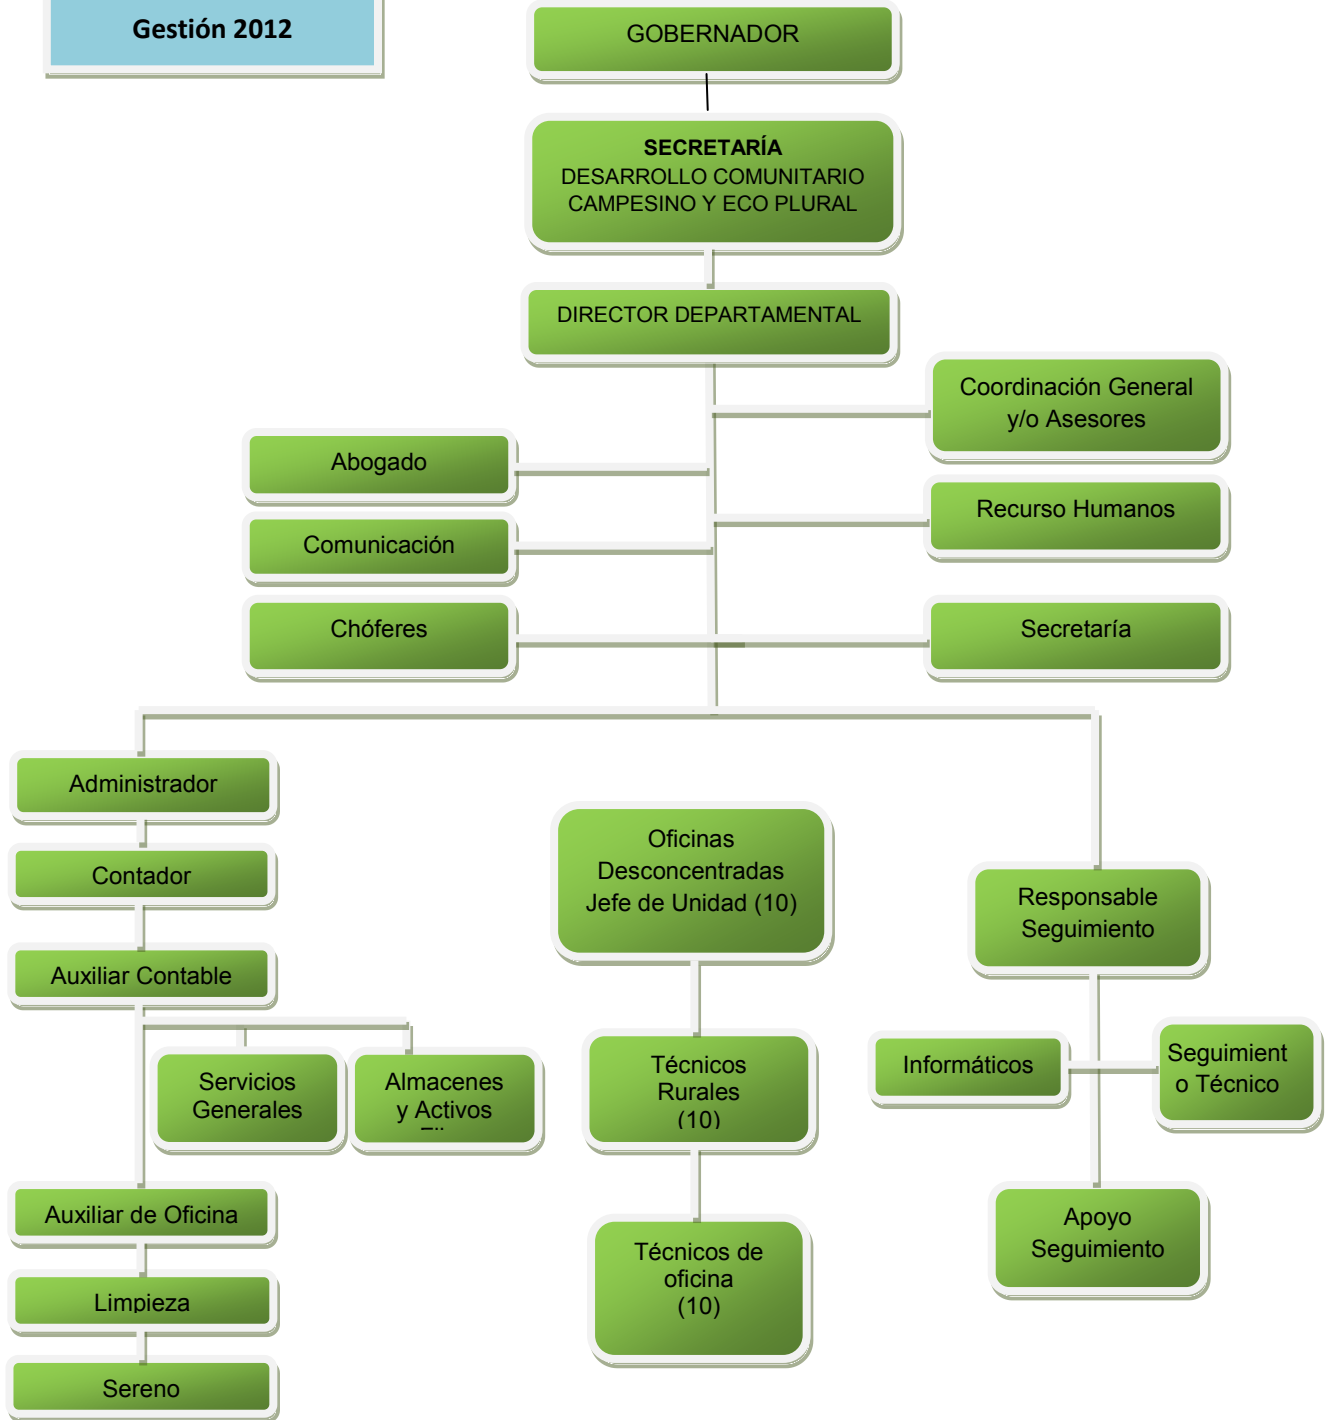 Gestión 2012
GOBERNADOR
SECRETARÍA
DESARROLLO COMUNITARIO
CAMPESINO Y ECO PLURAL
DIRECTOR DEPARTAMENTAL
Coordinación General
y/o Asesores
Abogado
Recurso Humanos
Comunicación
Chóferes
Secretaría
Administrador
Contador
Auxiliar Contable
Servicios
Generales
Almacenes
y Activos
Auxiliar de Oficina
Limpieza
Sereno
Oficinas
Desconcentradas
Jefe de Unidad (10)
Técnicos
Rurales
(10)
Técnicos de
oficina
(10)
Responsable
Seguimiento
Informáticos
Seguimient
o Técnico
Apoyo
Seguimiento